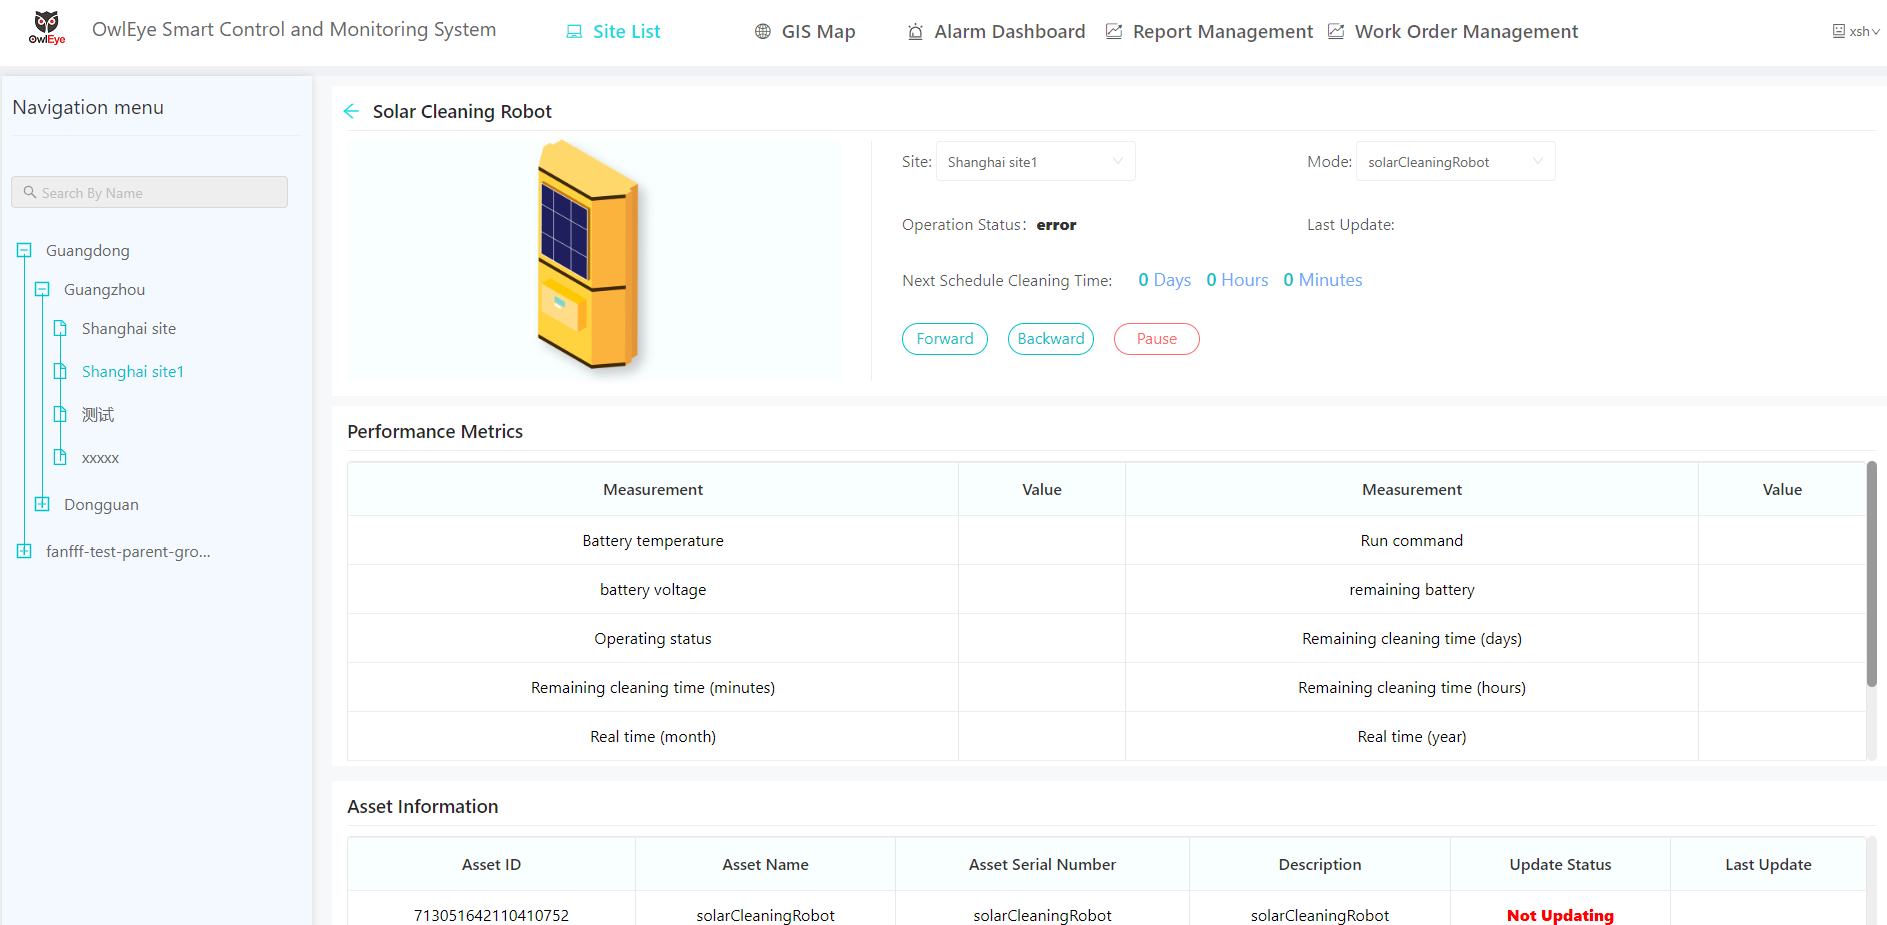 OwlEye
OwlEye Smart Control and Monitoring System
Site List
GIS Map
Alarm Dashboard
Report Management
Work Order Management
xsh
Navigation menu
Search By Name
Guangdong
Guangzhou
Shanghai site
Shanghai site1
测试
xxxxx
Dongguan
fanfff-test-parent-gro...
Solar Cleaning Robot
Site: Shanghai site1
Mode: solarCleaningRobot
Operation Status: error
Last Update:
Next Schedule Cleaning Time: 0 Days 0 Hours 0 Minutes
Forward Backward Pause
Performance Metrics
Measurement Value Measurement Value
Battery temperature Run command
battery voltage remaining battery
Operating status Remaining cleaning time (days)
Remaining cleaning time (minutes) Remaining cleaning time (hours)
Real time (month) Real time (year)
Asset Information
Asset ID Asset Name Asset Serial Number Description Update Status Last Update
713051642110410752 solarCleaningRobot solarCleaningRobot solarCleaningRobot Not Updating